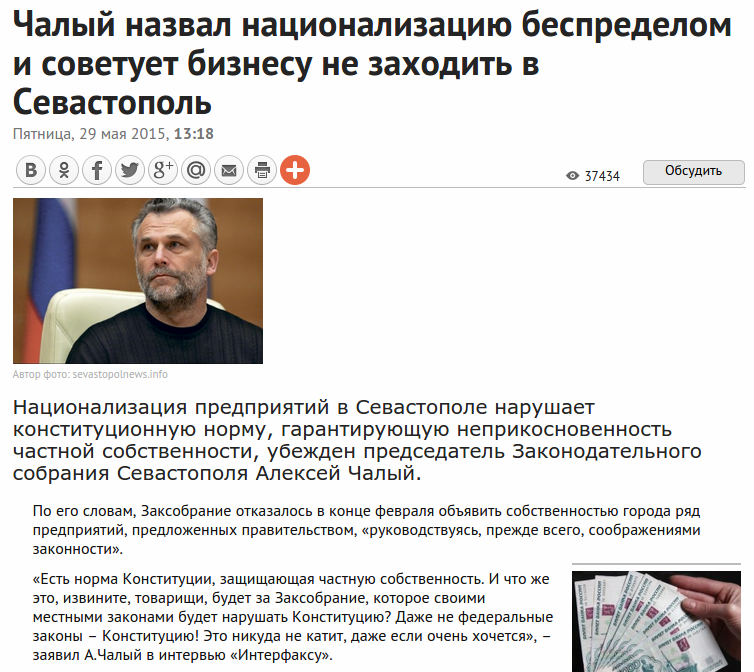 Чалый назвал национализацию беспределом
и советует бизнесу не заходить в
Севастополь
Пятница, 29 мая 2015, 13:18
37434
Обсудить
Автор фото: sevastopolnews.info
Национализация предприятий в Севастополе нарушает
конституционную норму, гарантирующую неприкосновенность
частной собственности, убежден председатель Законодательного
собрания Севастополя Алексей Чалый.
По его словам, Заксобрание отказалось в конце февраля объявить собственностью города ряд
предприятий, предложенных правительством, «руководствуясь, прежде всего, соображениями
законности».
«Есть норма Конституции, защищающая частную собственность. И что же
это, извините, товарищи, будет за Заксобрание, которое своими
местными законами будет нарушать Конституцию? Даже не федеральные
законы – Конституцию! Это никуда не катит, даже если очень хочется», –
заявил А.Чалый в интервью «Интерфаксу».